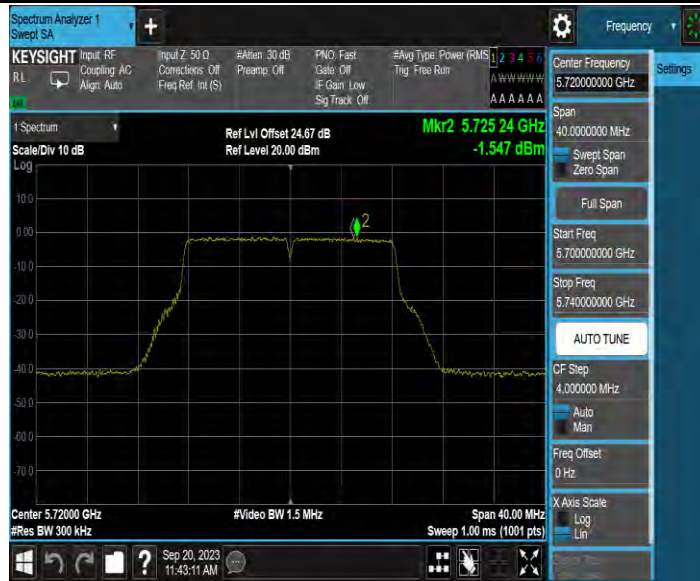 Spectrum Analyzer 1
Swept SA
+
Frequency
Settings
KEYSIGHT
RL
Input: RF
Coupling: AC
Align: Auto
Input Z: 50 Ω
Corrections: Off
Freq Ref: Int (S)
#Atten: 30 dB
Preamp: Off
PNO: Fast
Gate: Off
IF Gain: Low
Sig Track: Off
#Avg Type: Power (RMS
Trig: Free Run
1 2 3 4 5 6
A W W W W W
A A A A A A
1 Spectrum
Scale/Div 10 dB
Ref Lvl Offset 24.67 dB
Ref Level 20.00 dBm
Mkr2 5.725 24 GHz
-1.547 dBm
Log
10.0
0.00
-10.0
-20.0
-30.0
-40.0
-50.0
-60.0
-70.0
2
Center 5.72000 GHz
#Res BW 300 kHz
#Video BW 1.5 MHz
Span 40.00 MHz
Sweep 1.00 ms (1001 pts)
Center Frequency
5.720000000 GHz
Span
40.0000000 MHz
Swept Span
Zero Span
Full Span
Start Freq
5.700000000 GHz
Stop Freq
5.740000000 GHz
AUTO TUNE
CF Step
4.000000 MHz
Auto
Man
Freq Offset
0 Hz
X Axis Scale
Log
Lin
?
Sep 20, 2023
11:43:11 AM